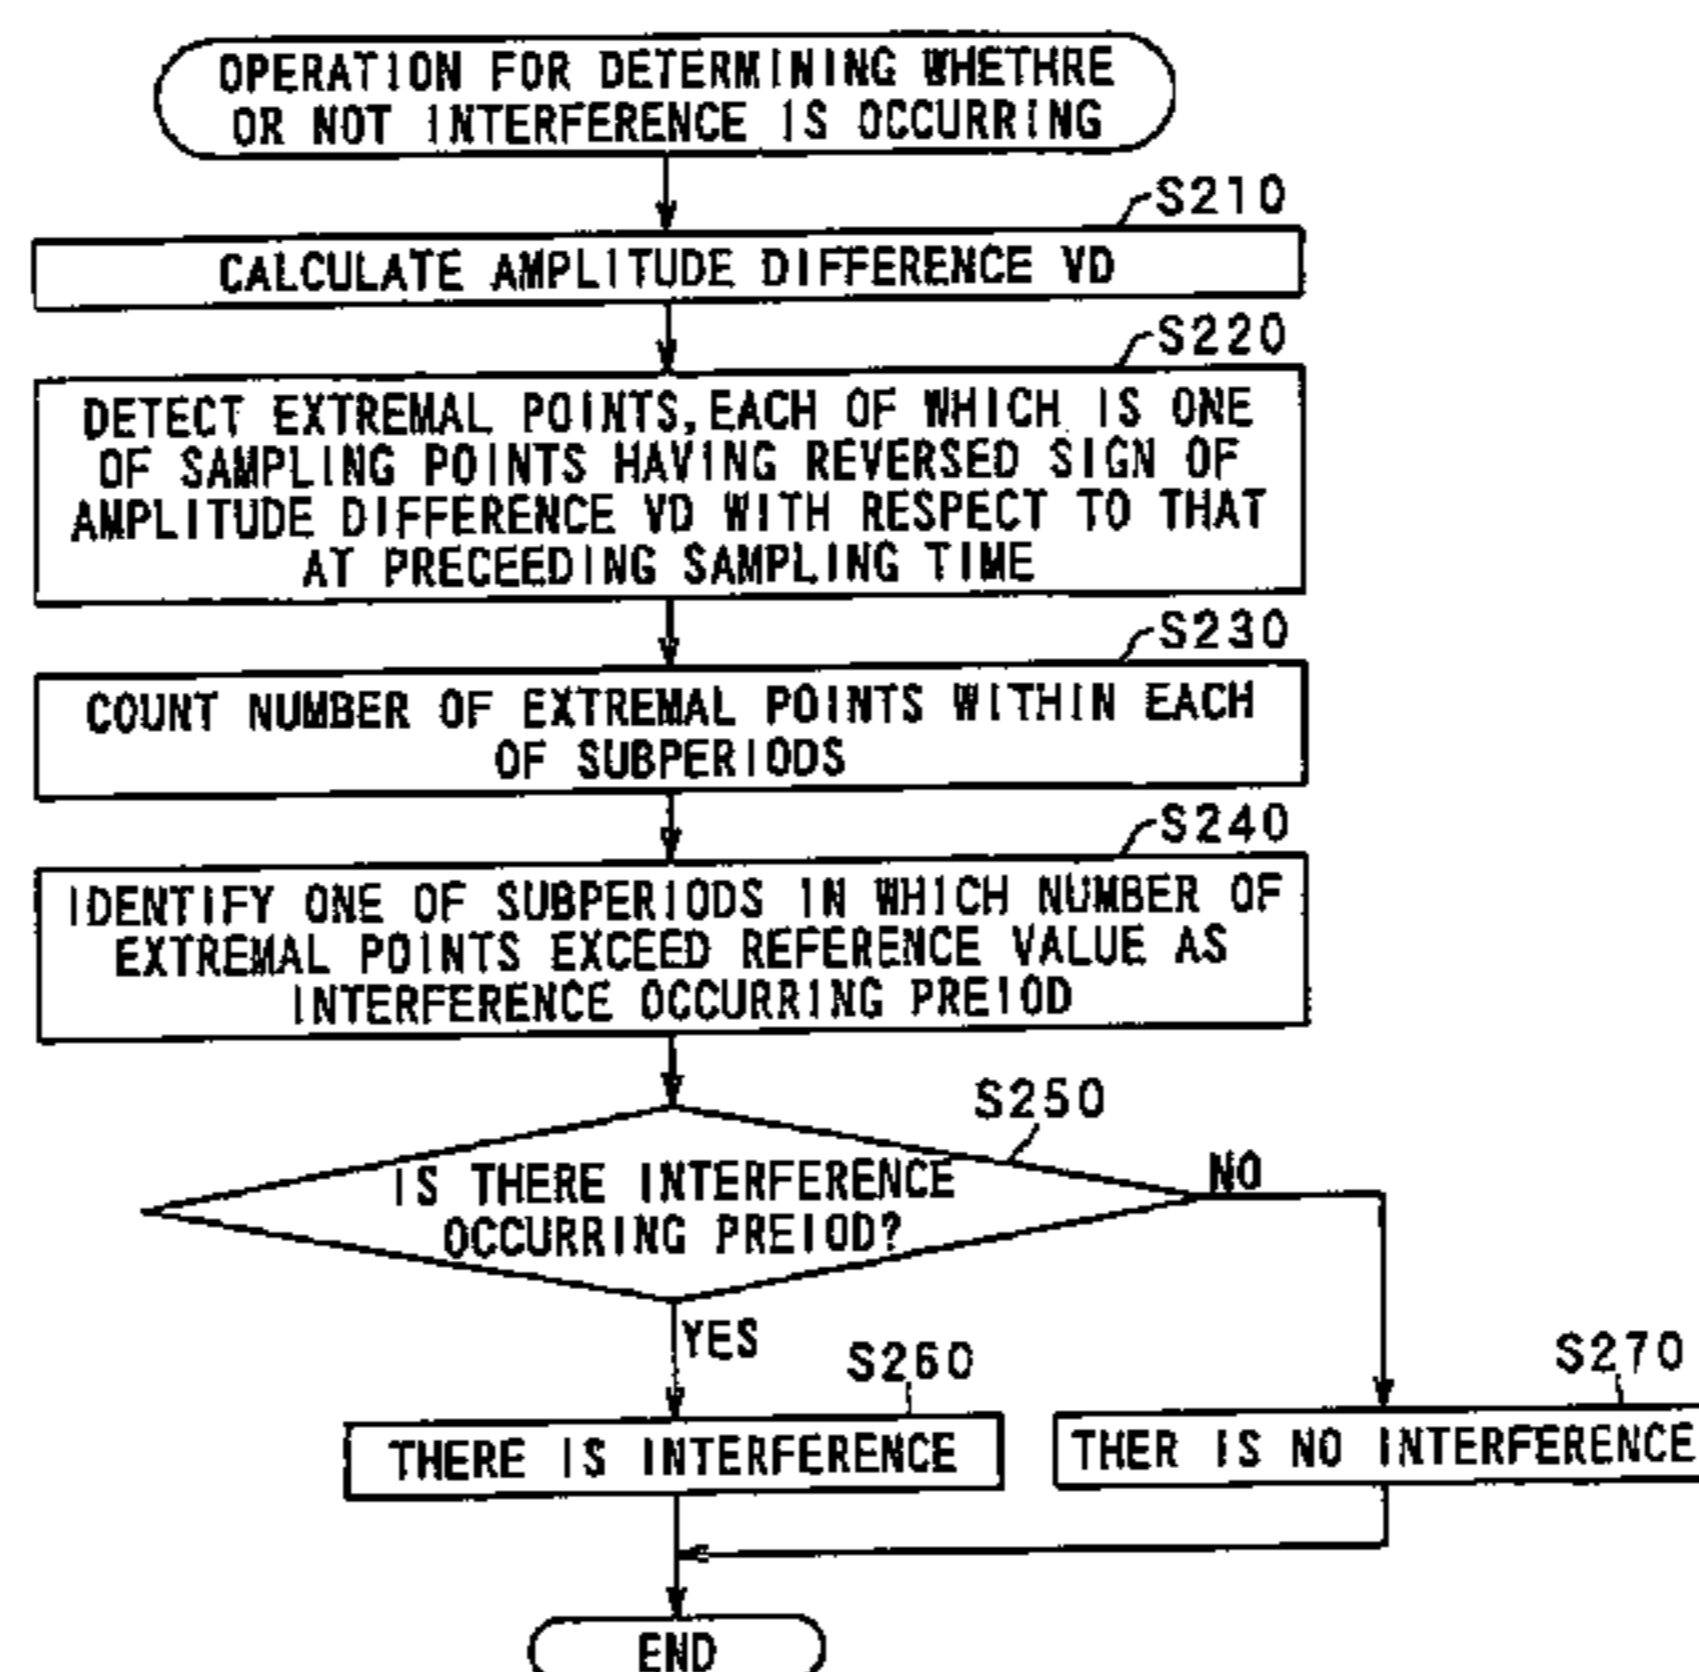 OPERATION FOR DETERMINING WHETHRE
OR NOT INTERFERENCE IS OCCURRING
S210
CALCULATE AMPLITUDE DIFFERENCE VD
S220
DETECT EXTREMAL POINTS, EACH OF WHICH IS ONE
OF SAMPLING POINTS HAVING REVERSED SIGN OF
AMPLITUDE DIFFERENCE VD WITH RESPECT TO THAT
AT PRECEEDING SAMPLING TIME
S230
COUNT NUMBER OF EXTREMAL POINTS WITHIN EACH
OF SUBPERIODS
S240
IDENTIFY ONE OF SUBPERIODS IN WHICH NUMBER OF
EXTREMAL POINTS EXCEED REFERENCE VALUE AS
INTERFERENCE OCCURRING PREIOD
S250
IS THERE INTERFERENCE
OCCURRING PREIOD?
NO
YES
S260
THERE IS INTERFERENCE
S270
THER IS NO INTERFERENCE
END